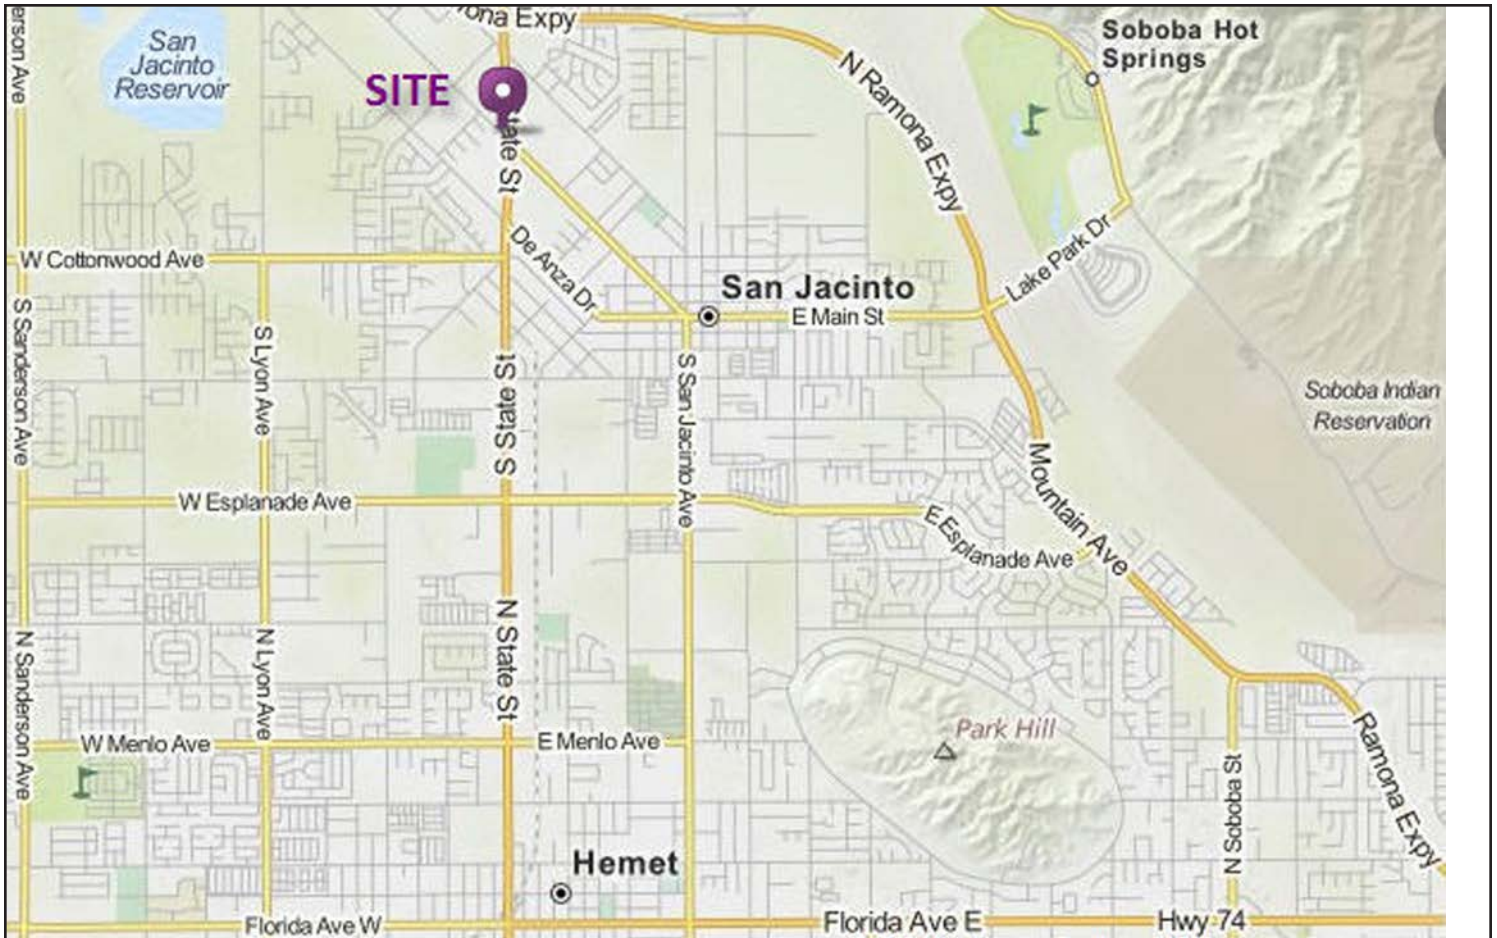 ona Expy
Soboba Hot
Springs
erson Ave
San
Jacinto
Reservoir
SITE
N Ramona Expy
tate St
De Anza Dr
W Cottonwood Ave
Lake Park Dr
San Jacinto
E Main St
S Sanderson Ave
S Lyon Ave
S State St
S San Jacinto Ave
Soboba Indian
Reservation
Mountain Ave
W Esplanade Ave
E Esplanade Ave
N Sanderson Ave
N Lyon Ave
N State St
Park Hill
W Menlo Ave
E Menlo Ave
N Soboba St
Ramona Expy
Hemet
Florida Ave W
Florida Ave E
Hwy 74